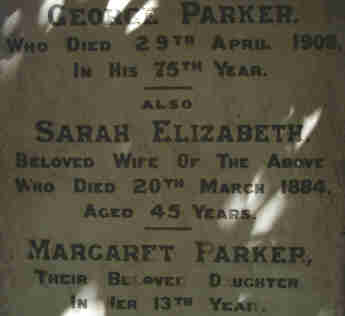 GEORGE PARKER.
WHO DIED 29TH APRIL 1908,
IN HIS 75TH YEAR.
ALSO
SARAH ELIZABETH,
BELOVED WIFE OF THE ABOVE
WHO DIED 20TH MARCH 1884,
AGED 45 YEARS.
MARGARET PARKER,
THEIR BELOVED DAUGHTER
IN HER 13TH YEAR.